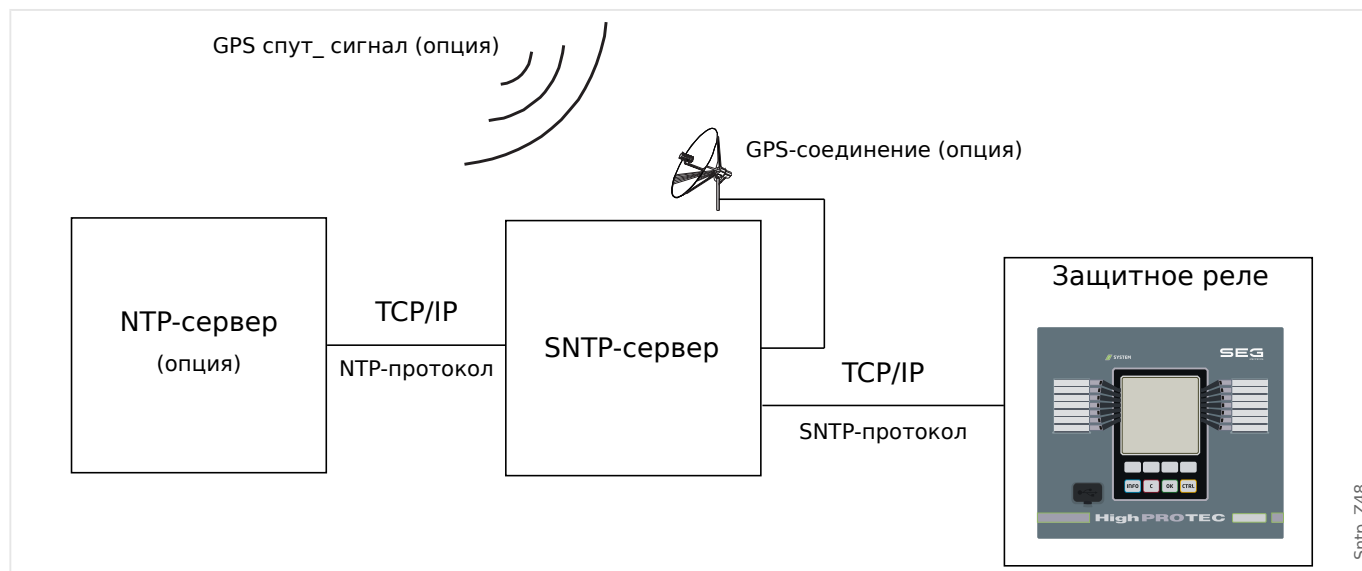 GPS спут_ сигнал (опция)
GPS-соединение (опция)
NTP-сервер
(опция)
TCP/IP
NTP-протокол
SNTP-сервер
TCP/IP
SNTP-протокол
Защитное реле
SYSTEM
SEG
INFO
C
OK
CTRL
HighPROTEC
Sntp_Z48